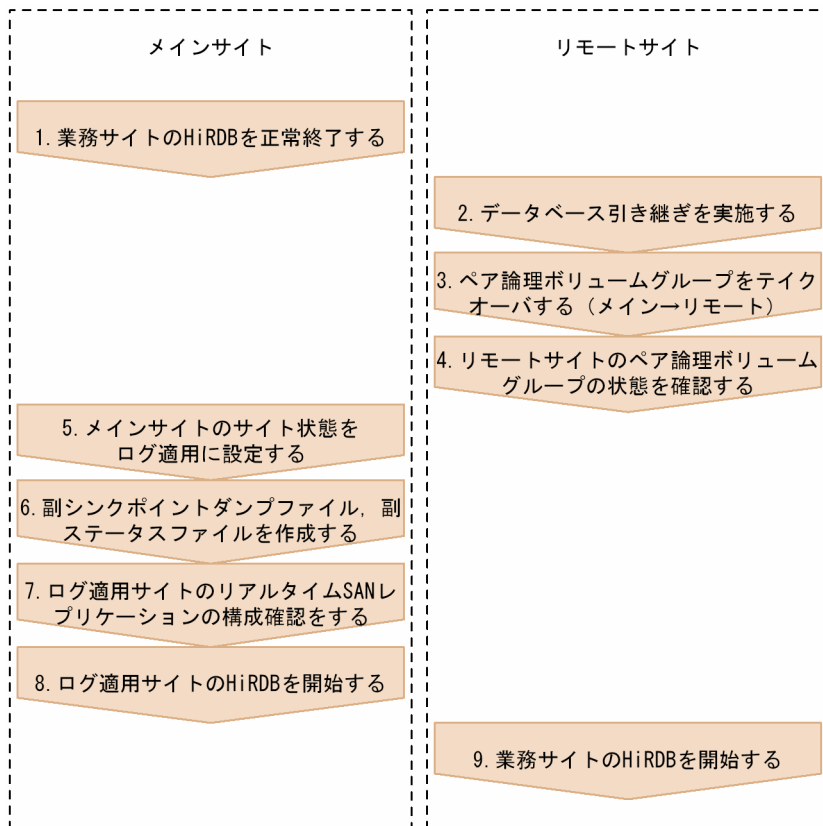 メインサイト
リモートサイト
1. 業務サイトのHiRDBを正常終了する
2. データベース引き継ぎを実施する
3. ペア論理ボリュームグループをテイク
オーバする（メイン→リモート）
4. リモートサイトのペア論理ボリューム
グループの状態を確認する
5. メインサイトのサイト状態を
ログ適用に設定する
6. 副シンクポイントダンプファイル，副
ステータスファイルを作成する
7. ログ適用サイトのリアルタイムSANレ
プリケーションの構成確認をする
8. ログ適用サイトのHiRDBを開始する
9. 業務サイトのHiRDBを開始する